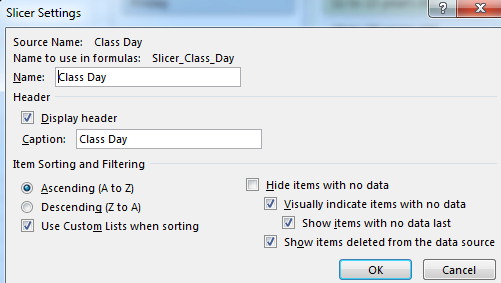 Slicer Settings
Source Name: Class Day
Name to use in formulas: Slicer_Class_Day
Name: Class Day
Header
Display header
Caption: Class Day
Item Sorting and Filtering
Ascending (A to Z)
Descending (Z to A)
Use Custom Lists when sorting
Hide items with no data
Visually indicate items with no data
Show items with no data last
Show items deleted from the data source
OK
Cancel